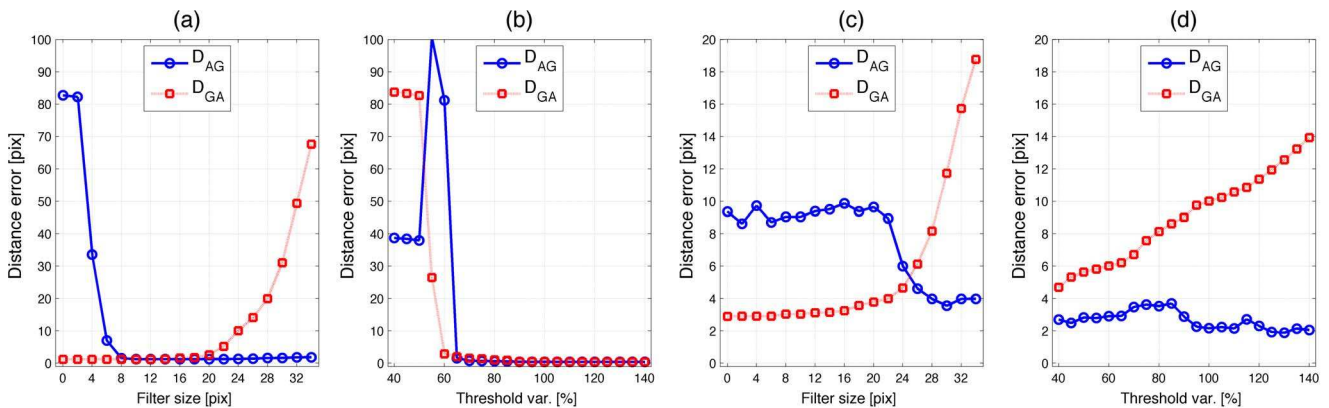 (a)
100
90
80
70
60
50
40
30
20
10
0
Distance error [pix]
D_AG
D_GA
0 4 8 12 16 20 24 28 32
Filter size [pix]
(b)
100
90
80
70
60
50
40
30
20
10
0
Distance error [pix]
D_AG
D_GA
40 60 80 100 120 140
Threshold var. [%]
(c)
20
18
16
14
12
10
8
6
4
2
0
Distance error [pix]
D_AG
D_GA
0 4 8 12 16 20 24 28 32
Filter size [pix]
(d)
20
18
16
14
12
10
8
6
4
2
0
Distance error [pix]
D_AG
D_GA
40 60 80 100 120 140
Threshold var. [%]